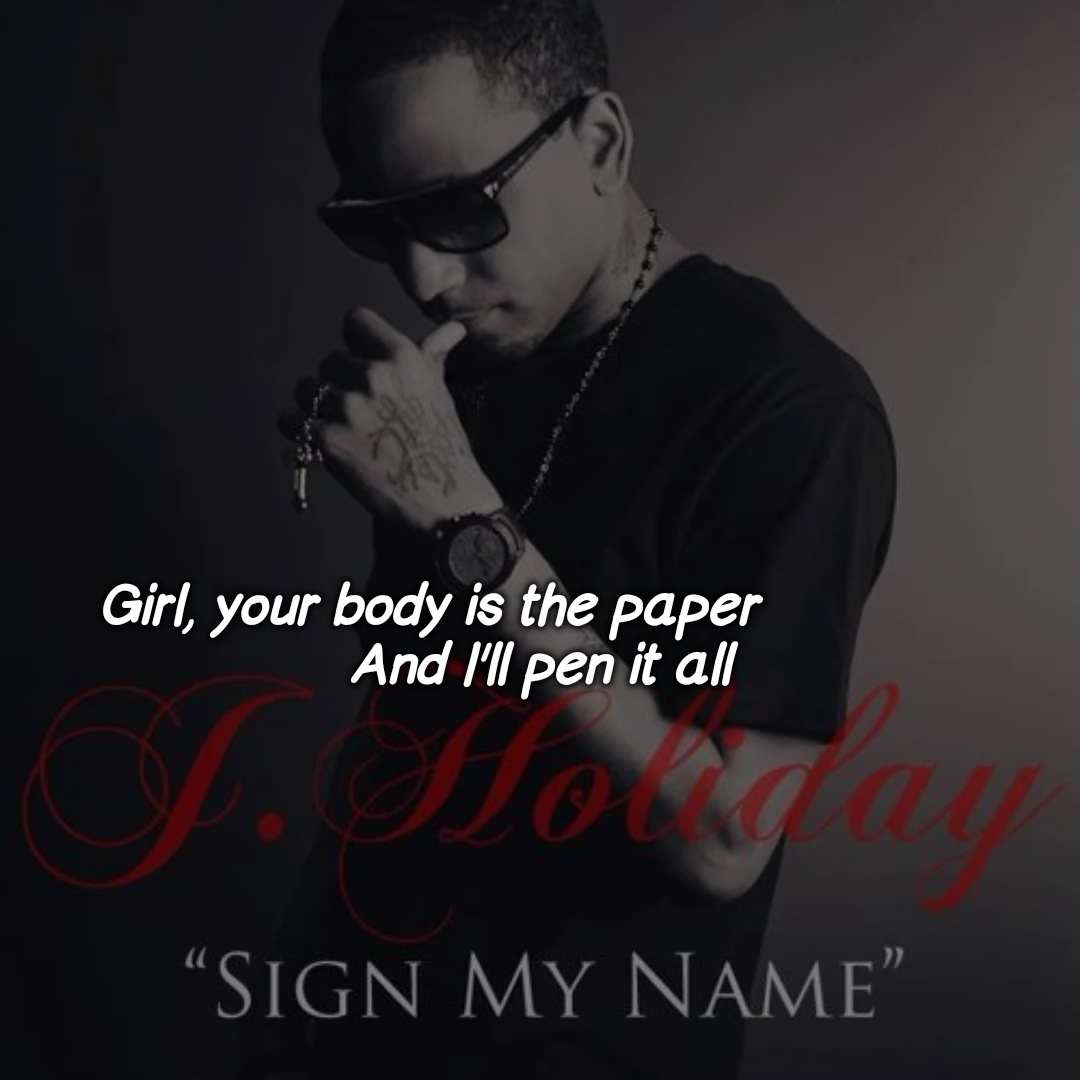 Girl, your body is the paper
And I'll pen it all
J. Holiday
“SIGN MY NAME”